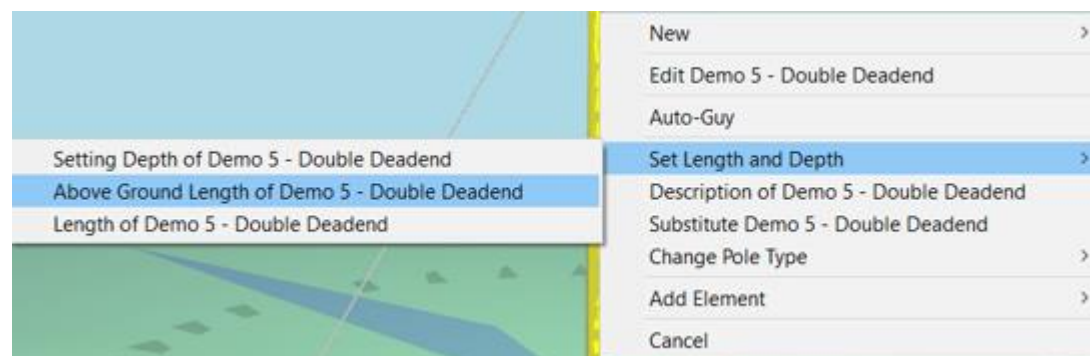 New
Edit Demo 5 - Double Deadend
Auto-Guy
Set Length and Depth
Setting Depth of Demo 5 - Double Deadend
Above Ground Length of Demo 5 - Double Deadend
Length of Demo 5 - Double Deadend
Description of Demo 5 - Double Deadend
Substitute Demo 5 - Double Deadend
Change Pole Type
Add Element
Cancel